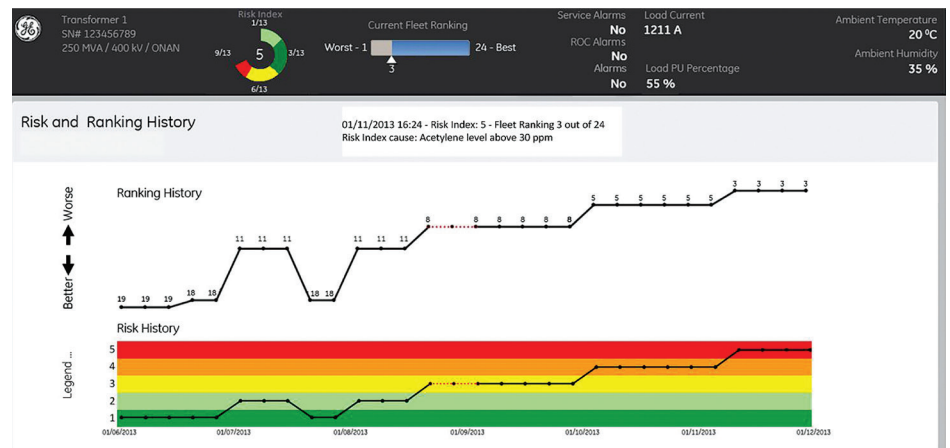 Transformer 1
SN# 123456789
250 MVA / 400 kV / ONAN
Risk Index
1/13
9/13
5
3/13
6/13
Current Fleet Ranking
Worst - 1
24 - Best
3
Service Alarms
No
ROC Alarms
No
Alarms
No
Load Current
1211 A
Load PU Percentage
55 %
Ambient Temperature
20 ºC
Ambient Humidity
35 %
Risk and Ranking History
01/11/2013 16:24 - Risk Index: 5 - Fleet Ranking 3 out of 24
Risk Index cause: Acetylene level above 30 ppm
Ranking History
Better Worse
19 19 19 18 18 11 11 11 18 18 11 11 11 8 8 8 8 8 8 5 5 5 5 5 5 3 3 3 3
Risk History
Legend ...
5
4
3
2
1
01/06/2013 01/07/2013 01/08/2013 01/09/2013 01/10/2013 01/11/2013 01/12/2013